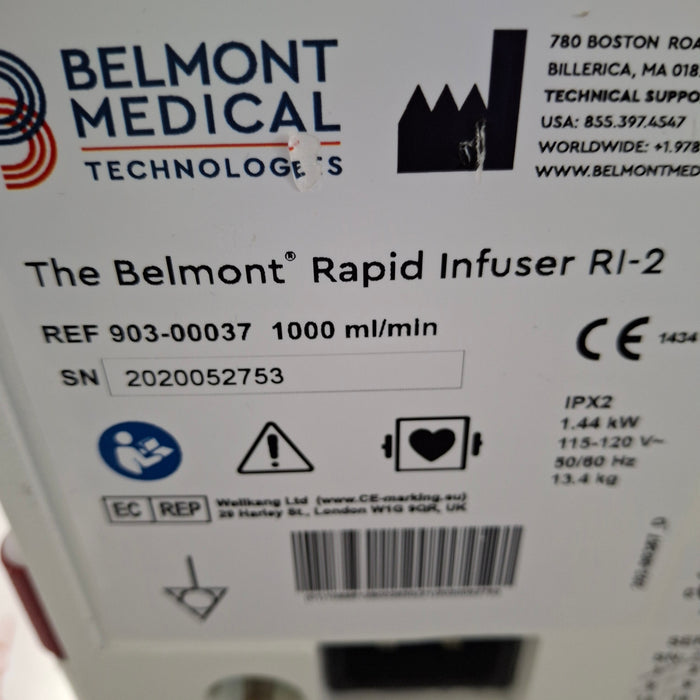 BELMONT
MEDICAL
TECHNOLOGIES
780 BOSTON ROA
BILLERICA, MA 018
TECHNICAL SUPPO
USA: 855.397.4547
WORLDWIDE: +1.978
WWW.BELMONTMED
The Belmont® Rapid Infuser RI-2
REF 903-00037 1000 ml/min
SN 2020052753
CE 1434
IPX2
1.44 kW
115-120 V~
50/60 Hz
13.4 kg
EC REP Wellkang Ltd (www.CE-marking.eu)
29 Harley St., London W1G 9QR, UK